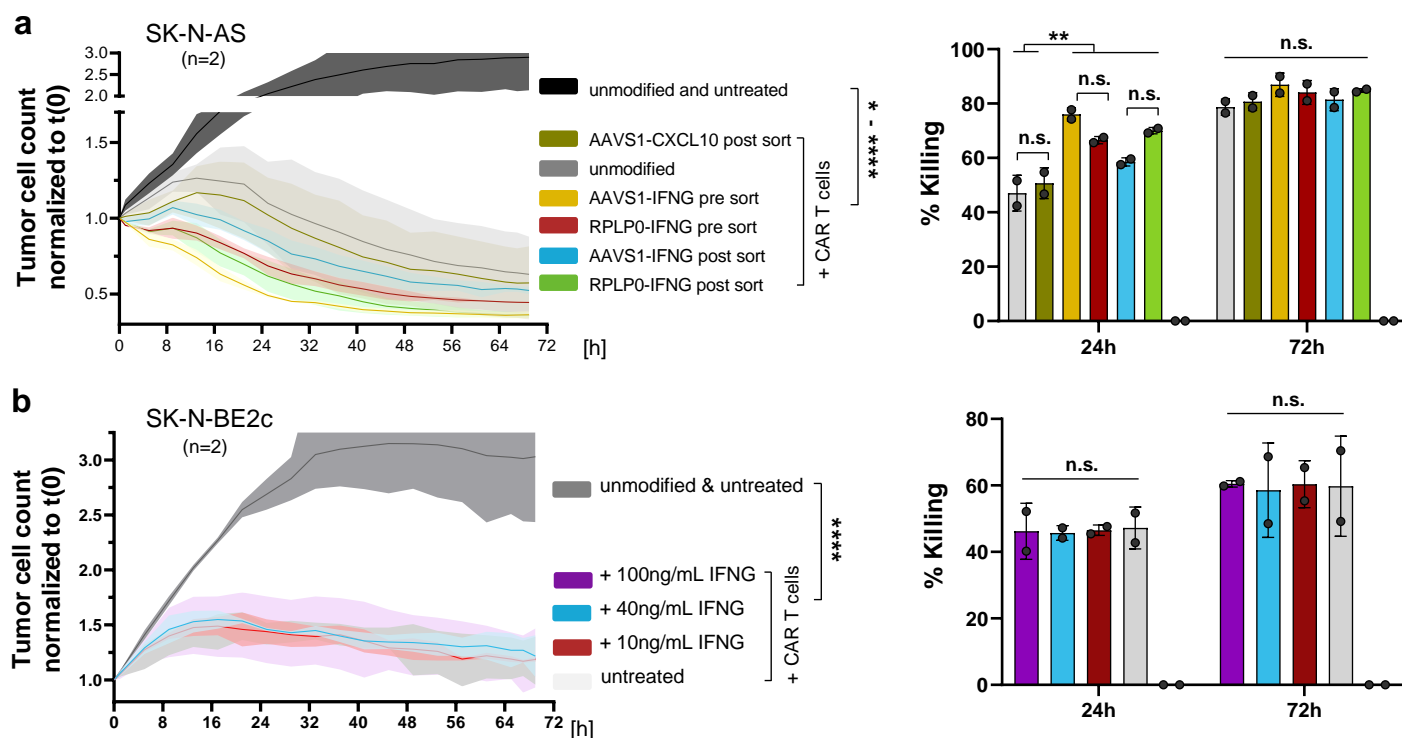 a
SK-N-AS
(n=2)
Tumor cell count
normalized to t(0)
3.0
2.5
2.0
1.5
1.0
0.5
0 8 16 24 32 40 48 56 64 72 [h]
unmodified and untreated
AAVS1-CXCL10 post sort
unmodified
AAVS1-IFNG pre sort
RPLP0-IFNG pre sort
AAVS1-IFNG post sort
RPLP0-IFNG post sort
+ CAR T cells
**** - *
% Killing
100
80
60
40
20
0
**
n.s.
n.s.
n.s.
n.s.
24h 72h
b
SK-N-BE2c
(n=2)
Tumor cell count
normalized to t(0)
3.0
2.5
2.0
1.5
1.0
0 8 16 24 32 40 48 56 64 72 [h]
unmodified & untreated
+ 100ng/mL IFNG
+ 40ng/mL IFNG
+ 10ng/mL IFNG
untreated
+ CAR T cells
****
% Killing
80
60
40
20
0
n.s.
n.s.
24h 72h